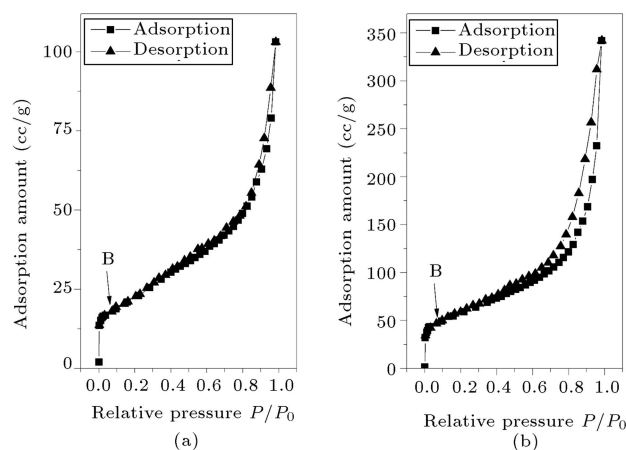 Adsorption
Desorption
Adsorption amount (cc/g)
100
75
50
25
0
B
0.0 0.2 0.4 0.6 0.8 1.0
Relative pressure P/P0
(a)
Adsorption
Desorption
Adsorption amount (cc/g)
350
300
250
200
150
100
50
0
B
0.0 0.2 0.4 0.6 0.8 1.0
Relative pressure P/P0
(b)